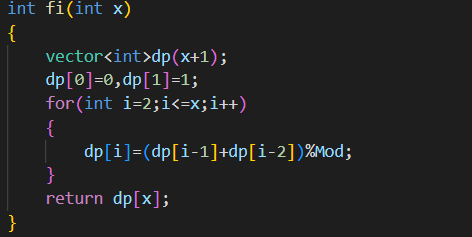 int fi(int x)
{
    vector<int>dp(x+1);
    dp[0]=0,dp[1]=1;
    for(int i=2;i<=x;i++)
    {
        dp[i]=(dp[i-1]+dp[i-2])%Mod;
    }
    return dp[x];
}